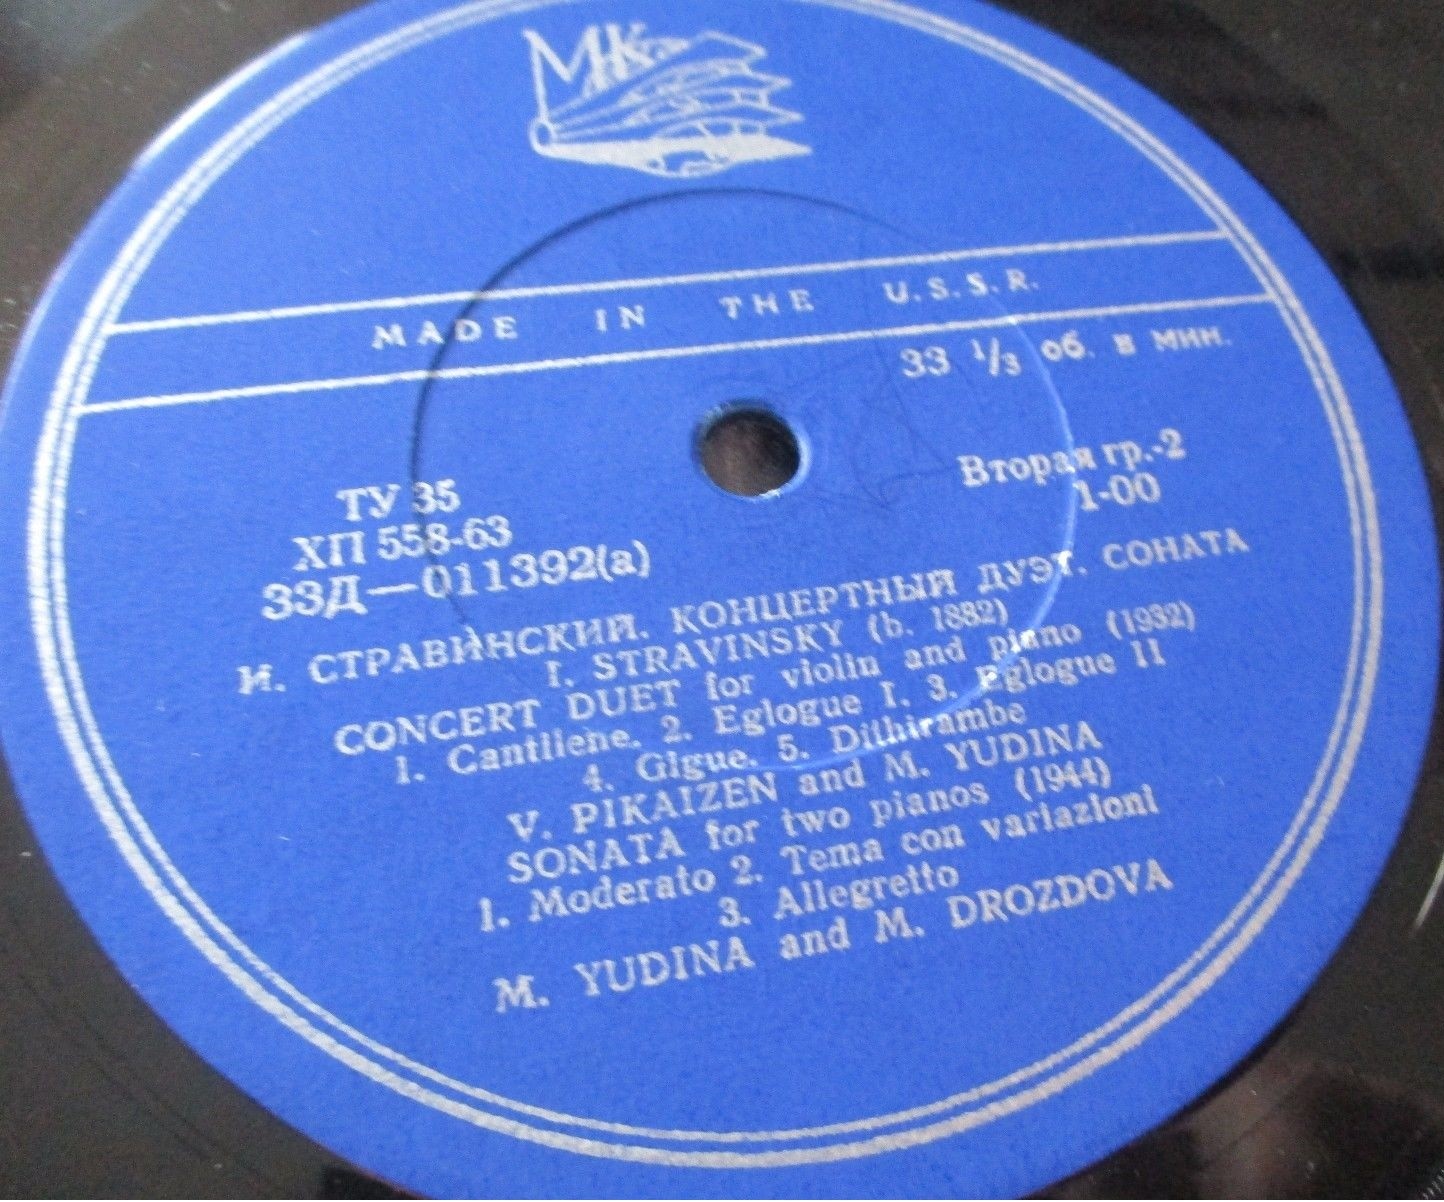 МК
MADE IN THE U.S.S.R.
33 1/3 об. в мин.
Вторая гр.-2
1-00
ТУ 35
ХП 558-63
33Д—011392(а)
И. СТРАВИНСКИЙ. КОНЦЕРТНЫЙ ДУЭТ. СОНАТА
I. STRAVINSKY (b. 1882)
CONCERT DUET for violin and piano (1932)
1. Cantilene. 2. Eglogue I. 3. Eglogue II
4. Gigue. 5. Dithirambe
V. PIKAIZEN and M. YUDINA
SONATA for two pianos (1944)
1. Moderato 2. Tema con variazioni
3. Allegretto
M. YUDINA and M. DROZDOVA